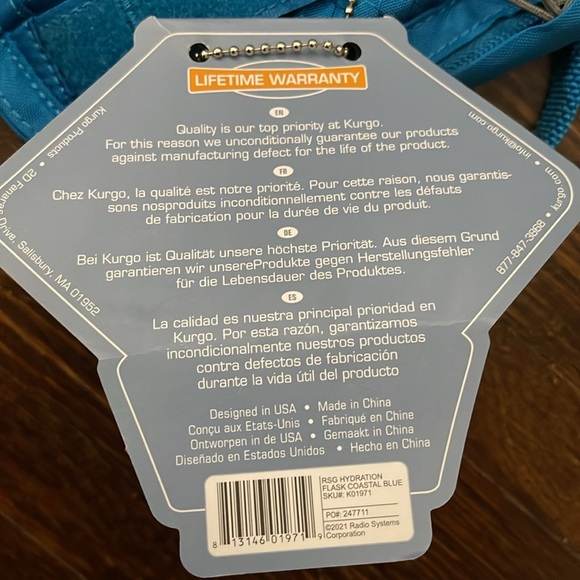 LIFETIME WARRANTY
EN
Quality is our top priority at Kurgo.
For this reason we unconditionally guarantee our products
against manufacturing defect for the life of the product.
FR
Chez Kurgo, la qualité est notre priorité. Pour cette raison, nous garantis-
sons nosproduits inconditionnellement contre les défauts
de fabrication pour la durée de vie du produit.
DE
Bei Kurgo ist Qualität unsere höchste Priorität. Aus diesem Grund
garantieren wir unsereProdukte gegen Herstellungsfehler
für die Lebensdauer des Produktes.
ES
La calidad es nuestra principal prioridad en
Kurgo. Por esta razón, garantizamos
incondicionalmente nuestros productos
contra defectos de fabricación
durante la vida útil del producto
Designed in USA • Made in China
Conçu aux Etats-Unis • Fabriqué en Chine
Ontworpen in de USA • Gemaakt in China
Diseñado en Estados Unidos • Hecho en China
RSG HYDRATION
FLASK COASTAL BLUE
SKU#: K01971
PO#: 247711
©2021 Radio Systems
Corporation
8 13146 01971 9
Kurgo Products • 2D Fanaras Drive, Salisbury, MA 01952
877-847-3868 • kurgo.com • info@kurgo.com